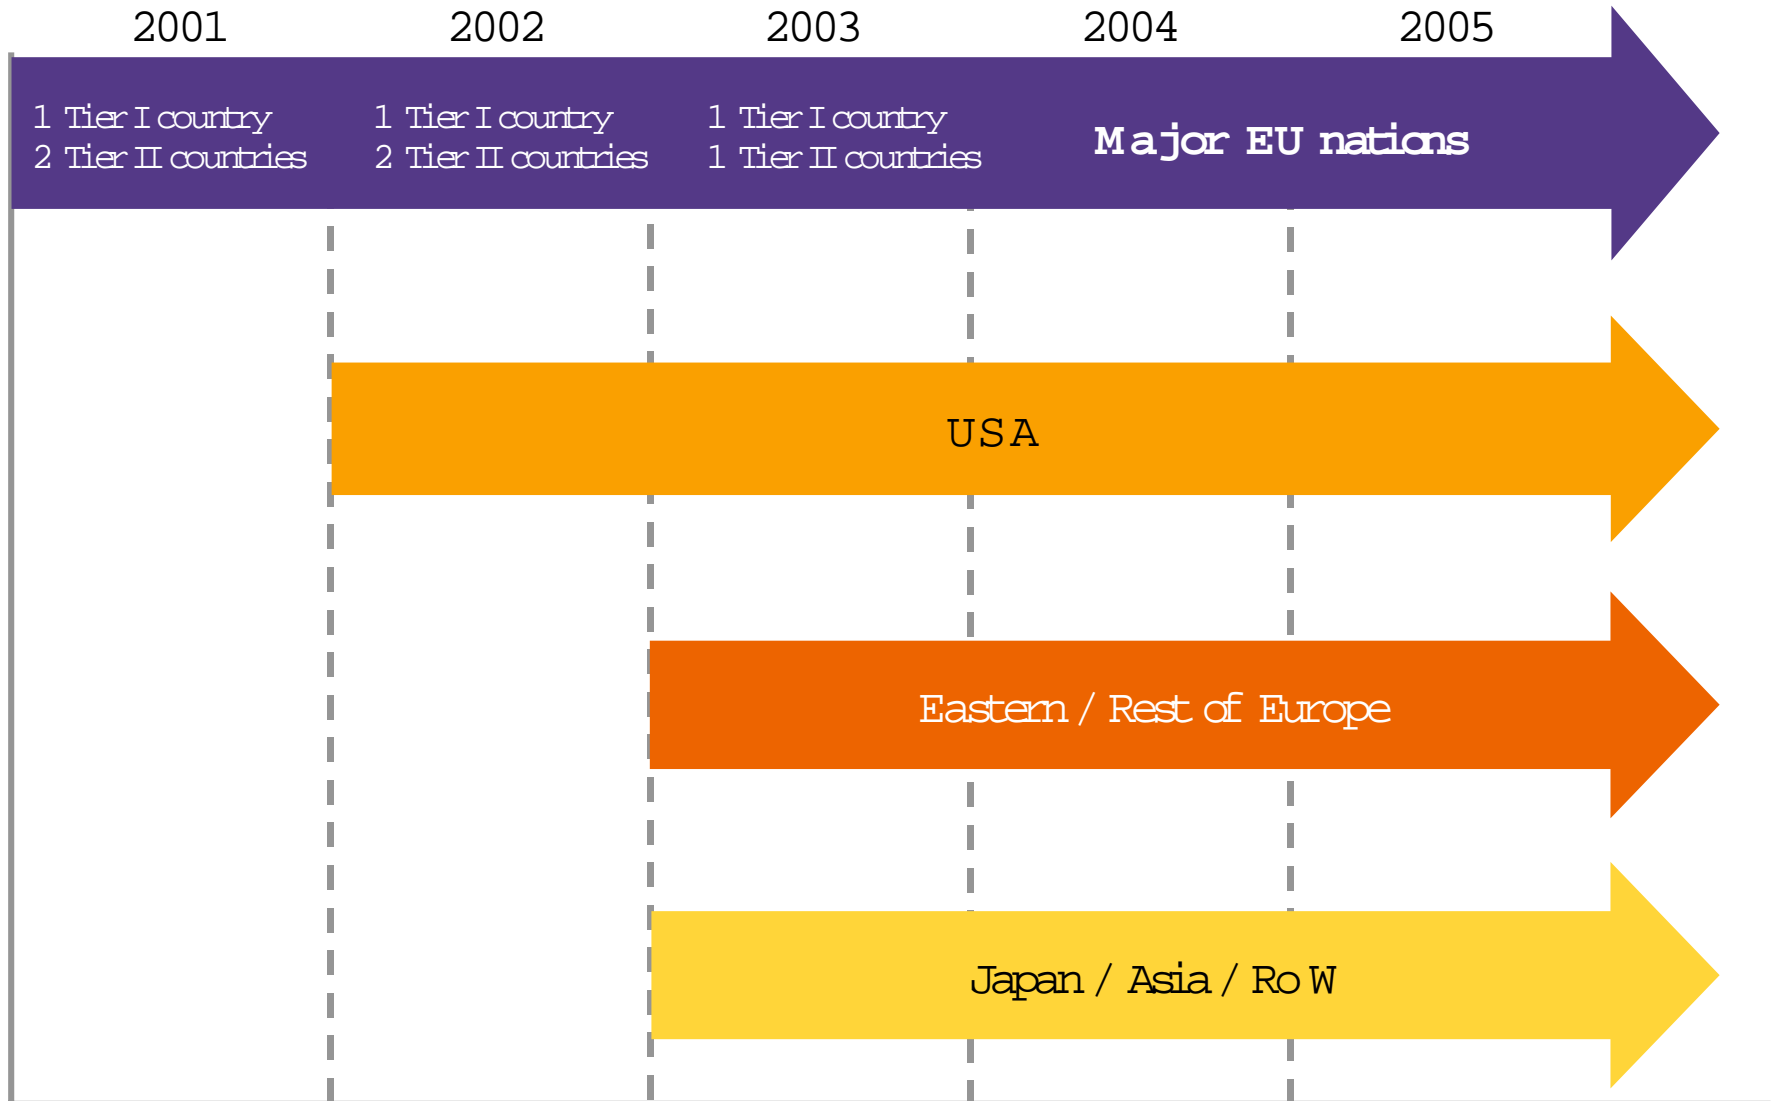 2001 2002 2003 2004 2005
1 Tier I country 1 Tier I country 1 Tier I country
2 Tier II countries 2 Tier II countries 1 Tier II countries
Major EU nations
USA
Eastern / Rest of Europe
Japan / Asia / RoW